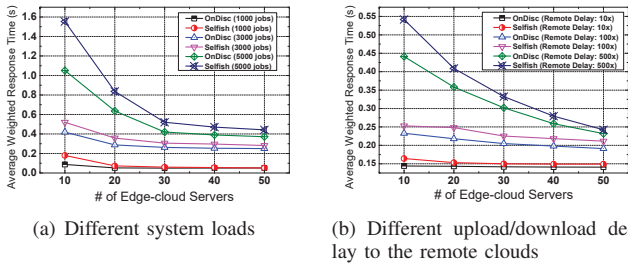 Average Weighted Response Time (s)
1.6
1.4
1.2
1.0
0.8
0.6
0.4
0.2
0.0
OnDisc (1000 jobs)
Selfish (1000 jobs)
OnDisc (3000 jobs)
Selfish (3000 jobs)
OnDisc (5000 jobs)
Selfish (5000 jobs)
10 20 30 40 50
# of Edge-cloud Servers
(a) Different system loads
Average Weighted Response Time (s)
0.55
0.50
0.45
0.40
0.35
0.30
0.25
0.20
0.15
OnDisc (Remote Delay: 10x)
Selfish (Remote Delay: 10x)
OnDisc (Remote Delay: 100x)
Selfish (Remote Delay: 100x)
OnDisc (Remote Delay: 500x)
Selfish (Remote Delay: 500x)
10 20 30 40 50
# of Edge-cloud Servers
(b) Different upload/download de
lay to the remote clouds